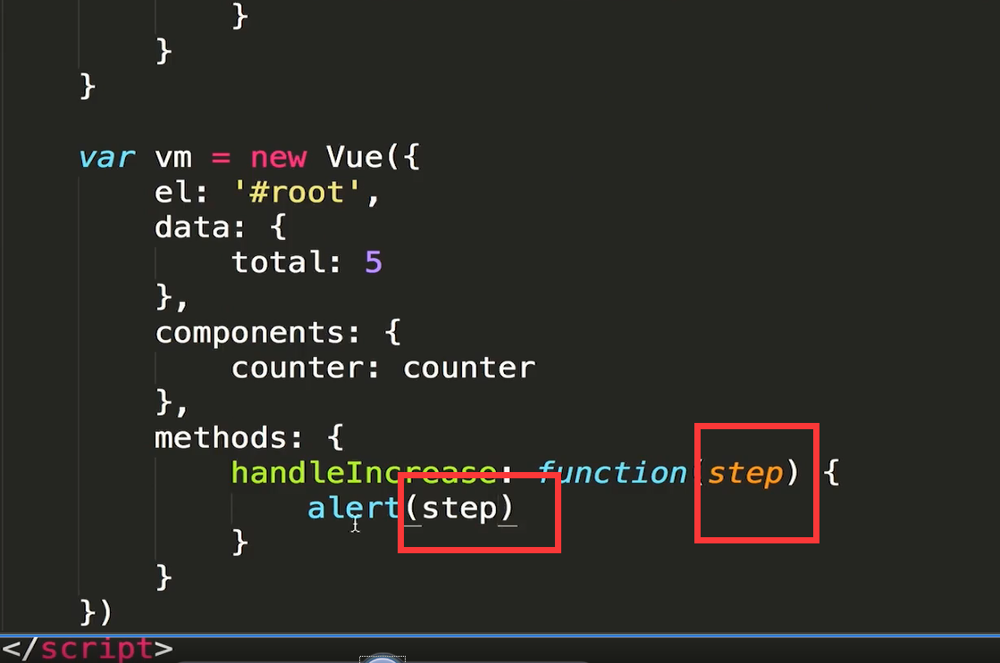 }
}
}
var vm = new Vue({
el: '#root',
data: {
total: 5
},
components: {
counter: counter
},
methods: {
handleIncrease: function(step) {
alert(step)
}
}
})
</script>